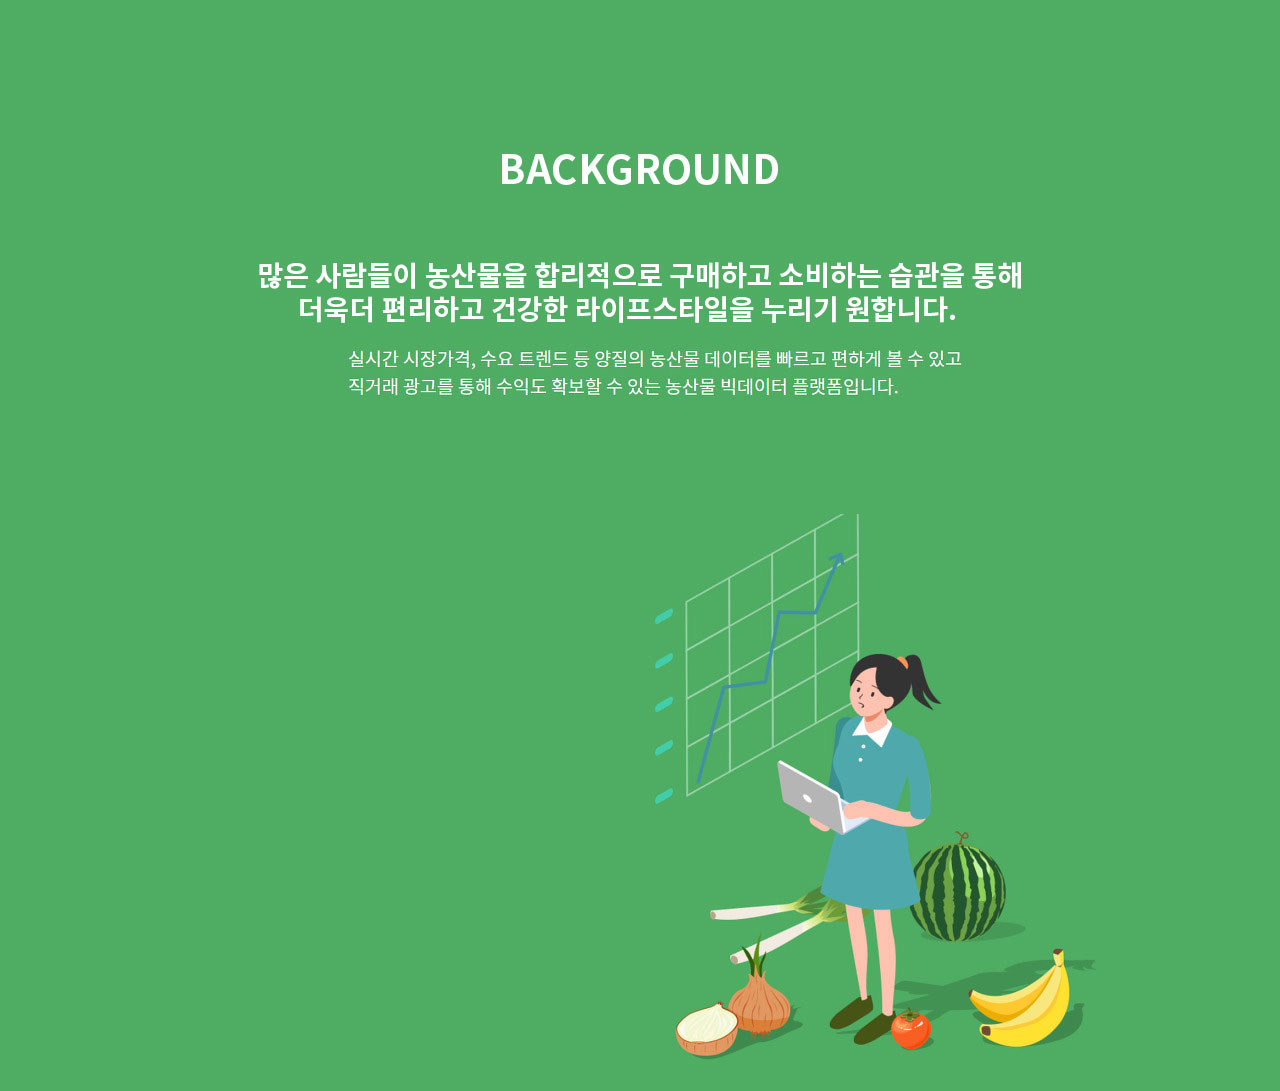 BACKGROUND
많은 사람들이 농산물을 합리적으로 구매하고 소비하는 습관을 통해
더욱더 편리하고 건강한 라이프스타일을 누리기 원합니다.
실시간 시장가격, 수요 트렌드 등 양질의 농산물 데이터를 빠르고 편하게 볼 수 있고
직거래 광고를 통해 수익도 확보할 수 있는 농산물 빅데이터 플랫폼입니다.